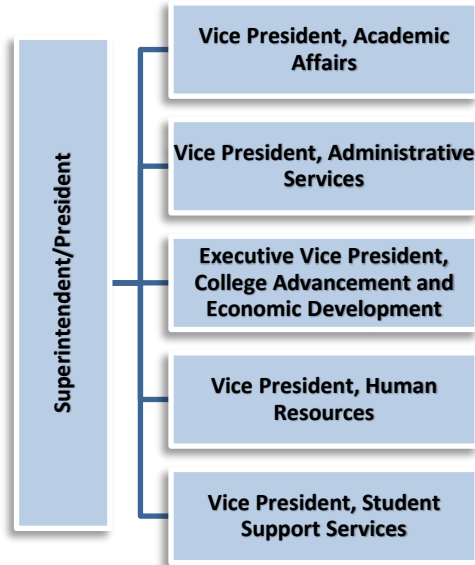 Superintendent/President
Vice President, Academic
Affairs
Vice President, Administrative
Services
Executive Vice President,
College Advancement and
Economic Development
Vice President, Human
Resources
Vice President, Student
Support Services